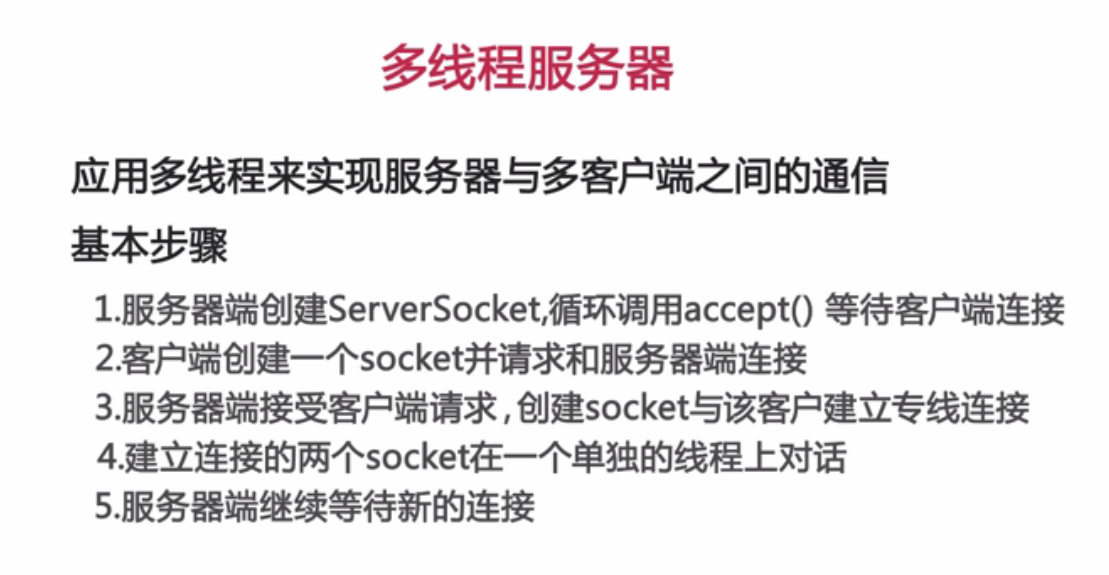 多线程服务器
应用多线程来实现服务器与多客户端之间的通信
基本步骤
1.服务器端创建ServerSocket,循环调用accept() 等待客户端连接
2.客户端创建一个socket并请求和服务器端连接
3.服务器端接受客户端请求,创建socket与该客户建立专线连接
4.建立连接的两个socket在一个单独的线程上对话
5.服务器端继续等待新的连接